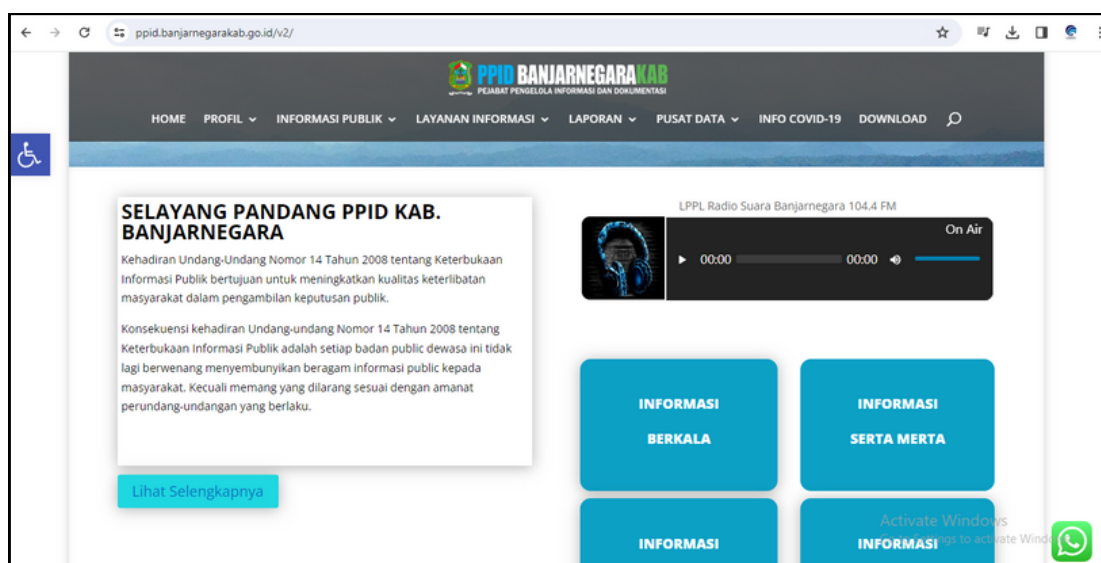 ppid.banjarnegarakab.go.id/v2/
PPID BANJARNEGARAKAB
PEJABAT PENGELOLA INFORMASI DAN DOKUMENTASI
HOME PROFIL INFORMASI PUBLIK LAYANAN INFORMASI LAPORAN PUSAT DATA INFO COVID-19 DOWNLOAD
SELAYANG PANDANG PPID KAB.
BANJARNEGARA
Kehadiran Undang-Undang Nomor 14 Tahun 2008 tentang Keterbukaan
Informasi Publik bertujuan untuk meningkatkan kualitas keterlibatan
masyarakat dalam pengambilan keputusan publik.
Konsekuensi kehadiran Undang-undang Nomor 14 Tahun 2008 tentang
Keterbukaan Informasi Publik adalah setiap badan public dewasa ini tidak
lagi berwenang menyembunyikan beragam informasi public kepada
masyarakat. Kecuali memang yang dilarang sesuai dengan amanat
perundang-undangan yang berlaku.
Lihat Selengkapnya
LPPL Radio Suara Banjarnegara 104.4 FM
On Air
00:00 00:00
INFORMASI
BERKALA
INFORMASI
SERTA MERTA
INFORMASI
INFORMASI
Activate Windows
to activate